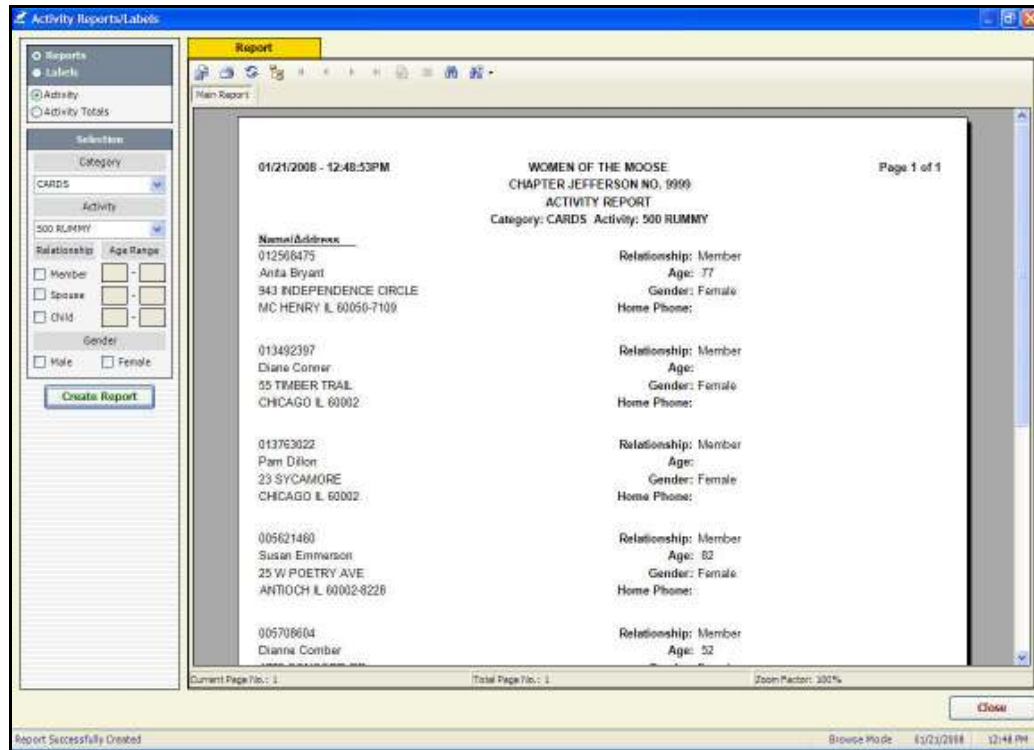 Activity Reports/Labels
Reports
Labels
Activity
Activity Totals
Selection
Category
CARDS
Activity
500 RUMMY
Relationship Age Range
Member -
Spouse -
Child -
Gender
Male Female
Create Report
Report
Main Report
01/21/2008 - 12:48:53PM WOMEN OF THE MOOSE Page 1 of 1
CHAPTER JEFFERSON NO. 9999
ACTIVITY REPORT
Category: CARDS Activity: 500 RUMMY
Name/Address
012568475 Relationship: Member
Anita Bryant Age: 77
943 INDEPENDENCE CIRCLE Gender: Female
MC HENRY IL 60050-7109 Home Phone:
013492397 Relationship: Member
Diane Conner Age:
55 TIMBER TRAIL Gender: Female
CHICAGO IL 60002 Home Phone:
013763022 Relationship: Member
Pam Dillon Age:
23 SYCAMORE Gender: Female
CHICAGO IL 60002 Home Phone:
005621460 Relationship: Member
Susan Emmerson Age: 82
25 W POETRY AVE Gender: Female
ANTIOCH IL 60002-8228 Home Phone:
005708604 Relationship: Member
Dianne Comber Age: 52
Current Page No.: 1 Total Page No.: 1 Zoom Factor: 100%
Close
Report Successfully Created Browse Mode 01/21/2008 12:48 PM